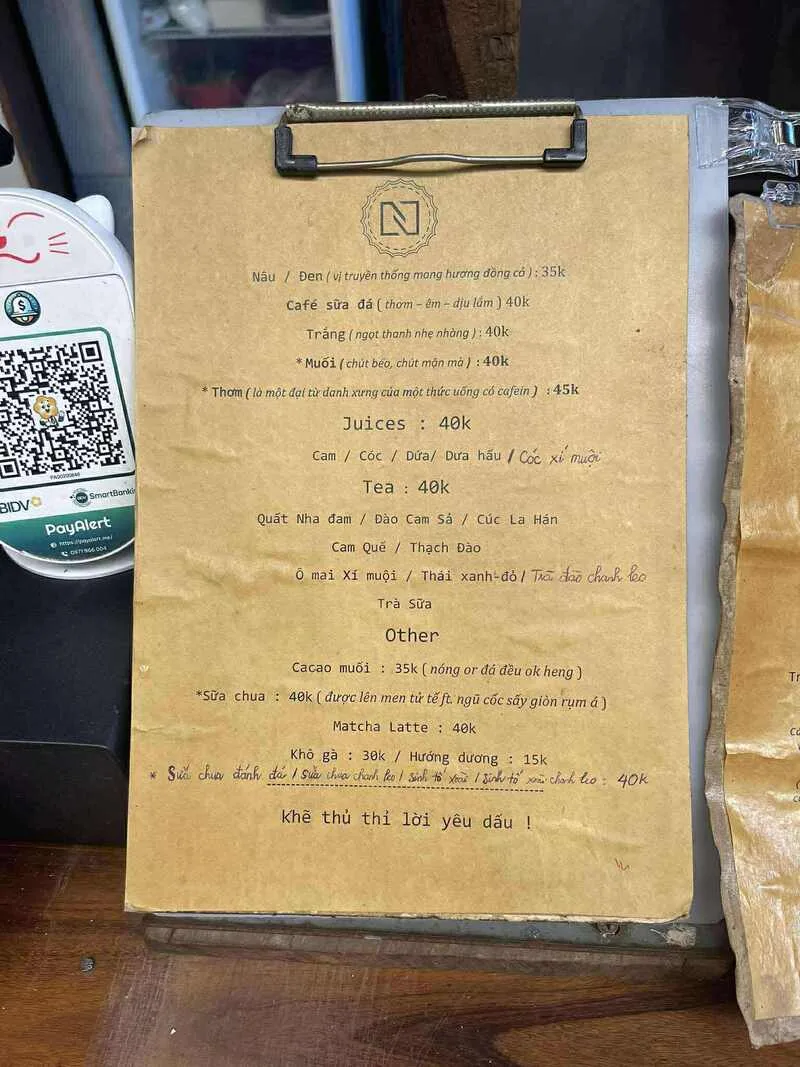 N
Nâu / Đen ( vị truyền thống mang hương đồng cỏ ) : 35k
Café sữa đá ( thơm – êm – dịu lắm ) 40k
Trắng ( ngọt thanh nhẹ nhàng ) : 40k
* Muối ( chút béo, chút mặn mà ) : 40k
* Thơm ( là một đại từ danh xưng của một thức uống có cafein ) : 45k
Juices : 40k
Cam / Cóc / Dứa/ Dưa hấu / Cóc xí muội
Tea : 40k
Quất Nha đam / Đào Cam Sả / Cúc La Hán
Cam Quế / Thạch Đào
Ô mai Xí muội / Thái xanh-đỏ / Trà đào chanh leo
Trà Sữa
Other
Cacao muối : 35k ( nóng or đá đều ok heng )
*Sữa chua : 40k ( được lên men tử tế ft. ngũ cốc sấy giòn rụm á )
Matcha Latte : 40k
Khô gà : 30k / Hướng dương : 15k
* Sữa chua đánh đá / Sữa chua chanh leo / Sinh tố xoài / Sinh tố xoài chanh leo : 40k
Khẽ thủ thỉ lời yêu dấu !
BIDV
SmartBanking
PayAlert
https://payalert.me/
0971 966 004